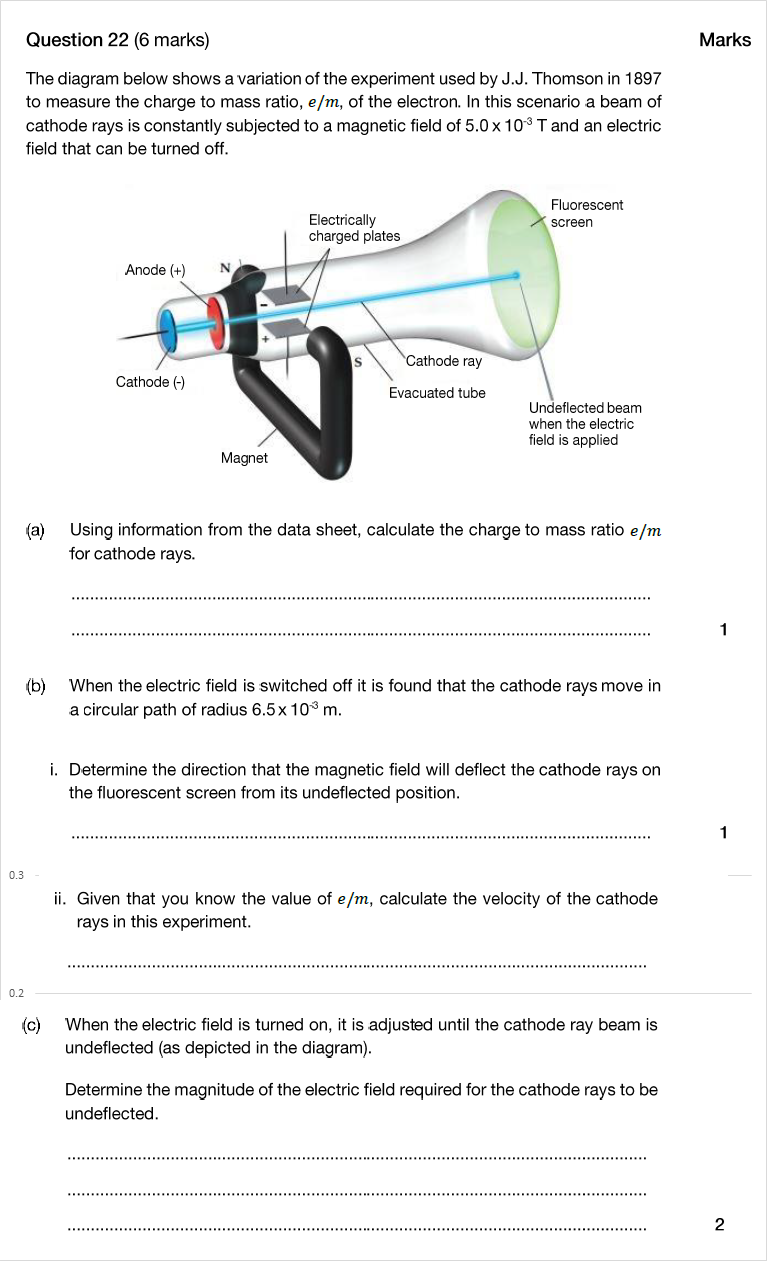 Question 22 (6 marks)
Marks
The diagram below shows a variation of the experiment used by J.J. Thomson in 1897
to measure the charge to mass ratio, e/m, of the electron. In this scenario a beam of
cathode rays is constantly subjected to a magnetic field of 5.0 x 10⁻³ T and an electric
field that can be turned off.
Fluorescent
screen
Electrically
charged plates
Anode (+)
N
-
+
S
Cathode ray
Cathode (-)
Evacuated tube
Undeflected beam
when the electric
field is applied
Magnet
(a) Using information from the data sheet, calculate the charge to mass ratio e/m
for cathode rays.
......................................................................
......................................................................
1
(b) When the electric field is switched off it is found that the cathode rays move in
a circular path of radius 6.5 x 10⁻³ m.
i. Determine the direction that the magnetic field will deflect the cathode rays on
the fluorescent screen from its undeflected position.
......................................................................
1
0.3
ii. Given that you know the value of e/m, calculate the velocity of the cathode
rays in this experiment.
......................................................................
0.2
(c) When the electric field is turned on, it is adjusted until the cathode ray beam is
undeflected (as depicted in the diagram).
Determine the magnitude of the electric field required for the cathode rays to be
undeflected.
......................................................................
......................................................................
......................................................................
2